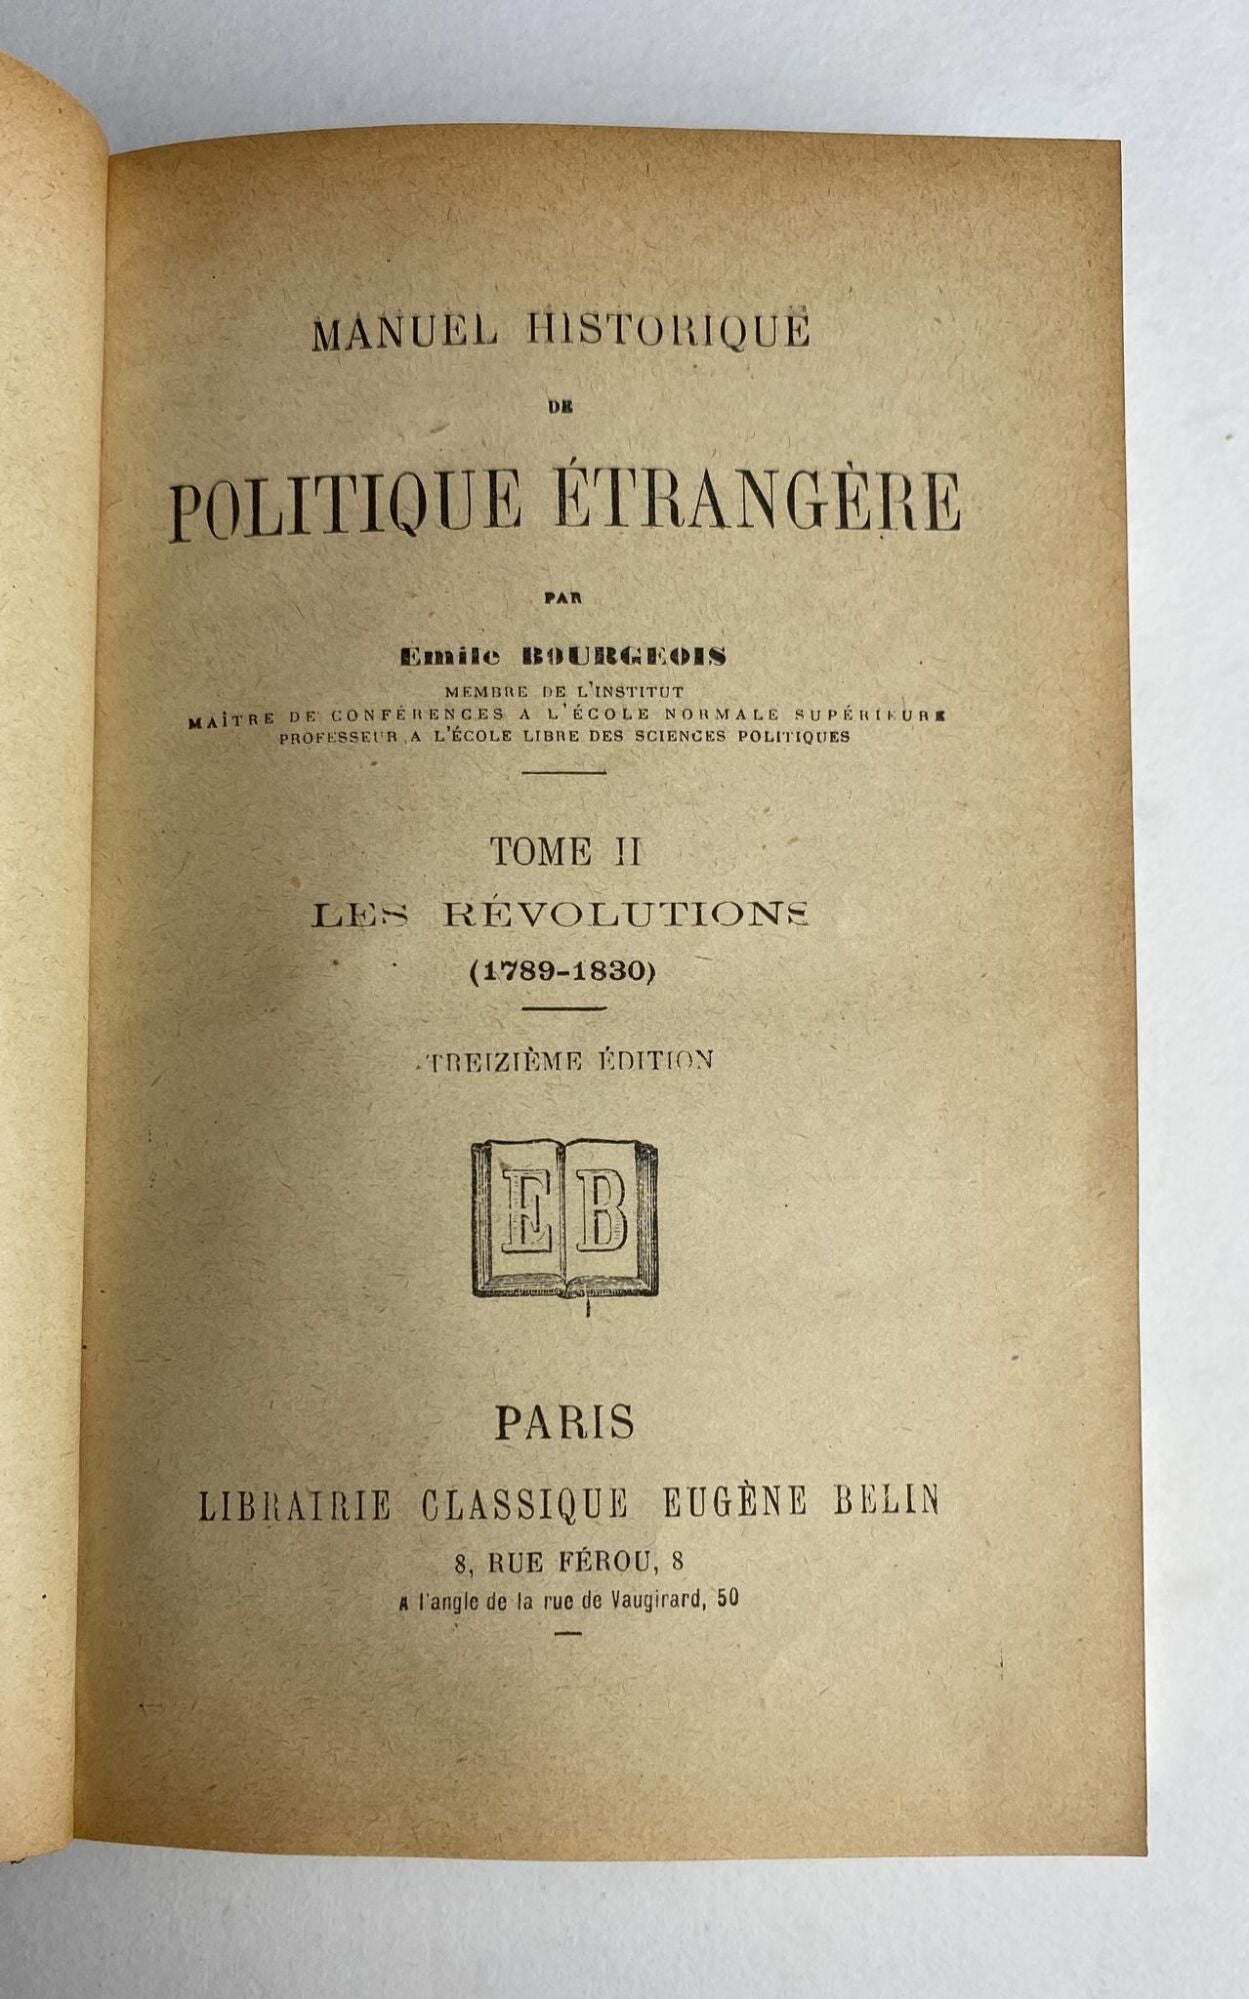 MANUEL HISTORIQUE
DE
POLITIQUE ÉTRANGÈRE
PAR
Emile BOURGEOIS
MEMBRE DE L'INSTITUT
MAÎTRE DE CONFÉRENCES A L'ÉCOLE NORMALE SUPÉRIEURE
PROFESSEUR A L'ÉCOLE LIBRE DES SCIENCES POLITIQUES
TOME II
LES RÉVOLUTIONS
(1789-1830)
TREIZIÈME ÉDITION
EB
PARIS
LIBRAIRIE CLASSIQUE EUGÈNE BELIN
8, RUE FÉROU, 8
A l'angle de la rue de Vaugirard, 50